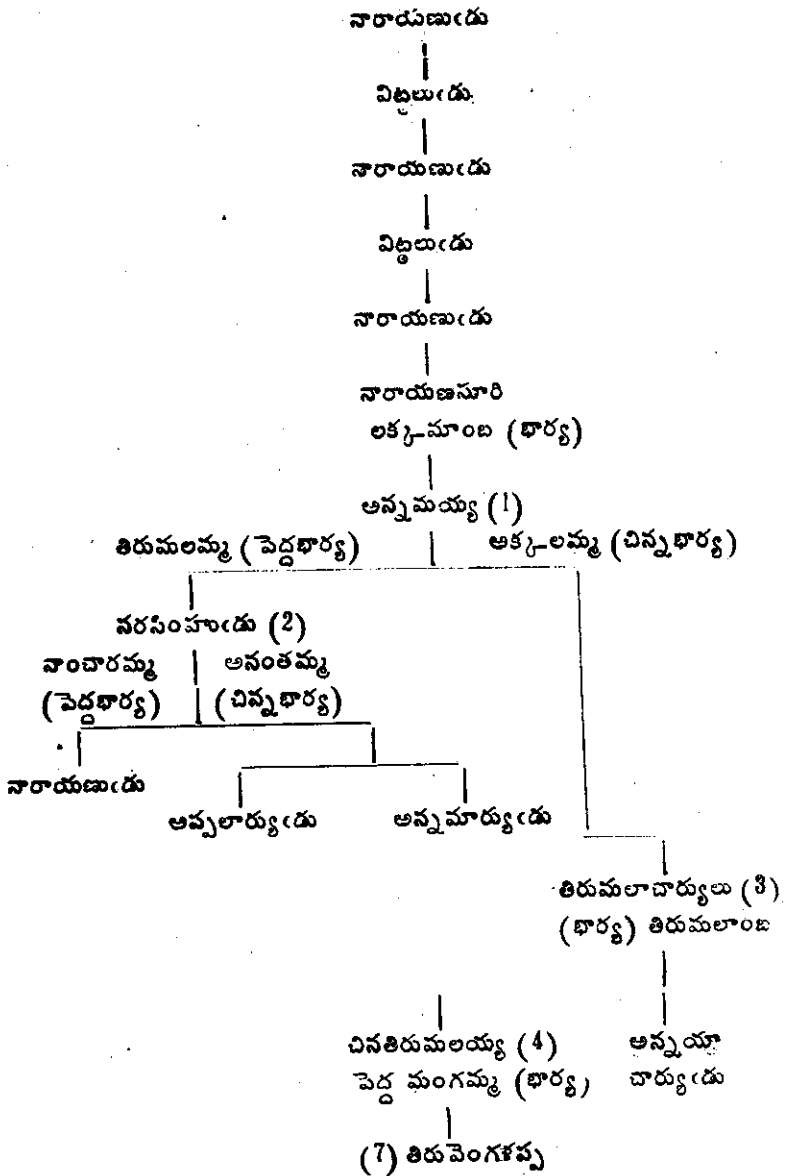 నారాయణుఁడు
విట్ఠలుఁడు
నారాయణుఁడు
విట్ఠలుఁడు
నారాయణుఁడు
నారాయణసూరి
లక్కమాంబ (భార్య)
అన్నమయ్య (1)
తిరుమలమ్మ (పెద్దభార్య) అక్కలమ్మ (చిన్నభార్య)
నరసింహుఁడు (2)
నాంచారమ్మ అనంతమ్మ
(పెద్దభార్య) (చిన్నభార్య)
నారాయణుఁడు
అప్పలార్యుఁడు అన్నమార్యుఁడు
తిరుమలాచార్యులు (3)
(భార్య) తిరుమలాంబ
చినతిరుమలయ్య (4) అన్నయా
పెద్ద మంగమ్మ (భార్య) చార్యుఁడు
(7) తిరువెంగళప్ప